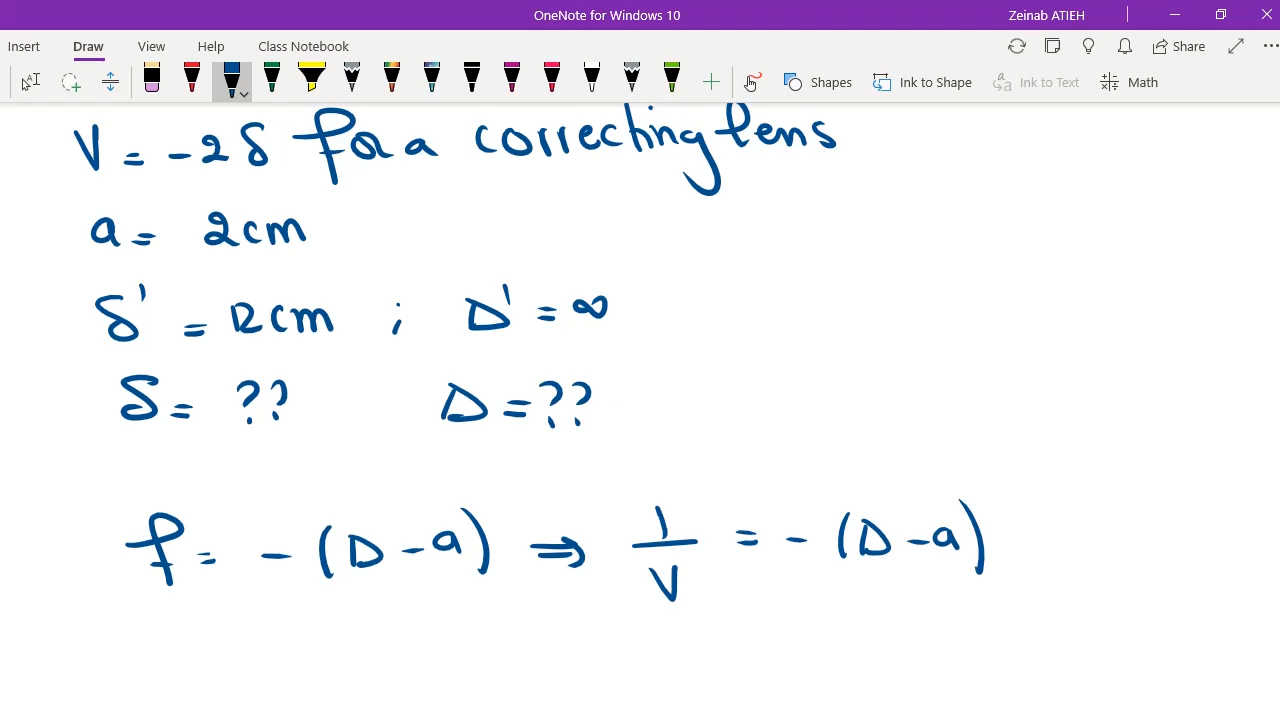 OneNote for Windows 10 Zeinab ATIEH
Insert Draw View Help Class Notebook Share
Shapes Ink to Shape Ink to Text Math
V = -2δ for a correcting lens
a = 2cm
δ' = 12cm ; D' = ∞
δ = ?? D = ??
f = - (D - a) ⇒ 1/V = - (D - a)